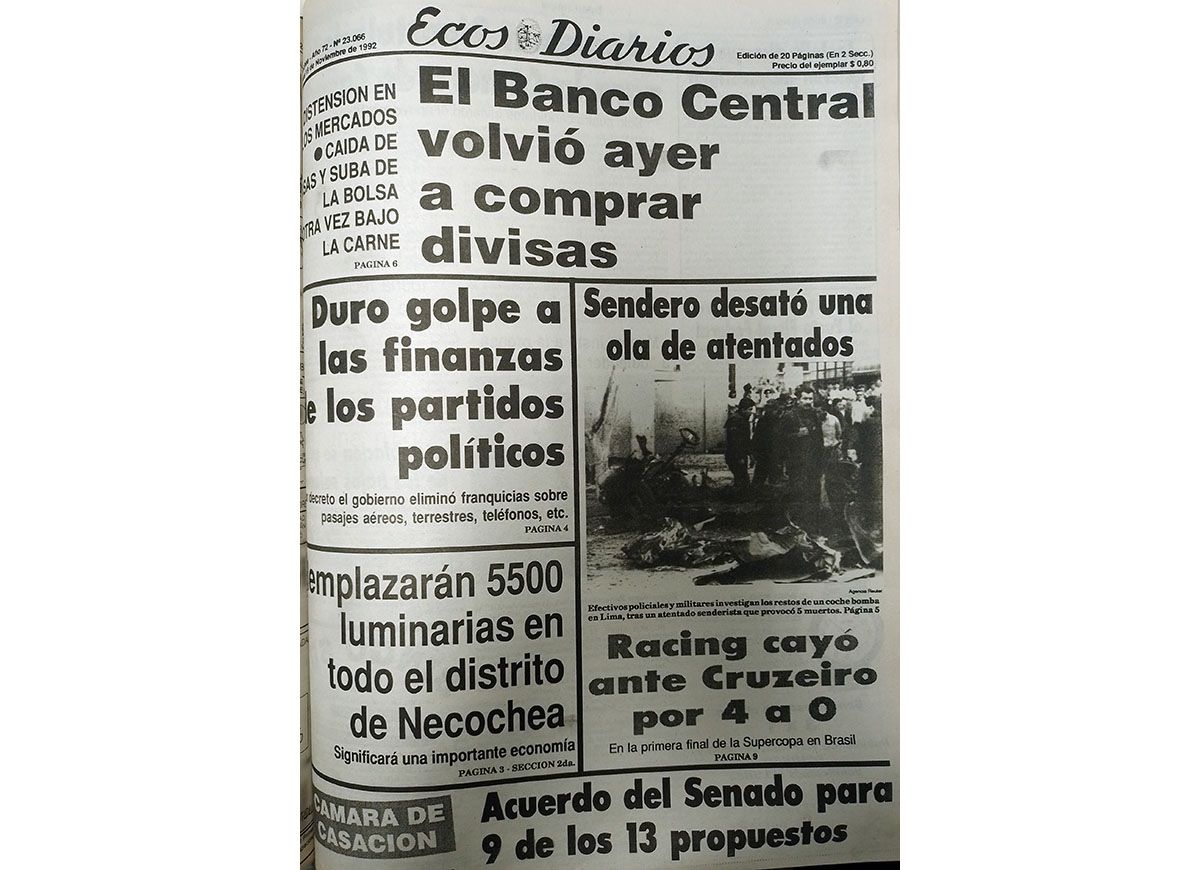 Ecos Diarios
Año 72 - Nº 23.066
de Noviembre de 1992
Edición de 20 Páginas (En 2 Secc.)
Precio del ejemplar $ 0,80
ISTENSION EN
OS MERCADOS
● CAIDA DE
SAS Y SUBA DE
LA BOLSA
TRA VEZ BAJO
LA CARNE
PAGINA 6
El Banco Central
volvió ayer
a comprar
divisas
Duro golpe a
las finanzas
e los partidos
políticos
decreto el gobierno eliminó franquicias sobre
pasajes aéreos, terrestres, teléfonos, etc.
PAGINA 4
Sendero desató una
ola de atentados
Agencia Reuter
Efectivos policiales y militares investigan los restos de un coche bomba
en Lima, tras un atentado senderista que provocó 5 muertos. Página 5
emplazarán 5500
luminarias en
todo el distrito
de Necochea
Significará una importante economía
PAGINA 3 - SECCION 2da.
Racing cayó
ante Cruzeiro
por 4 a 0
En la primera final de la Supercopa en Brasil
PAGINA 9
CAMARA DE
CASACION
Acuerdo del Senado para
9 de los 13 propuestos